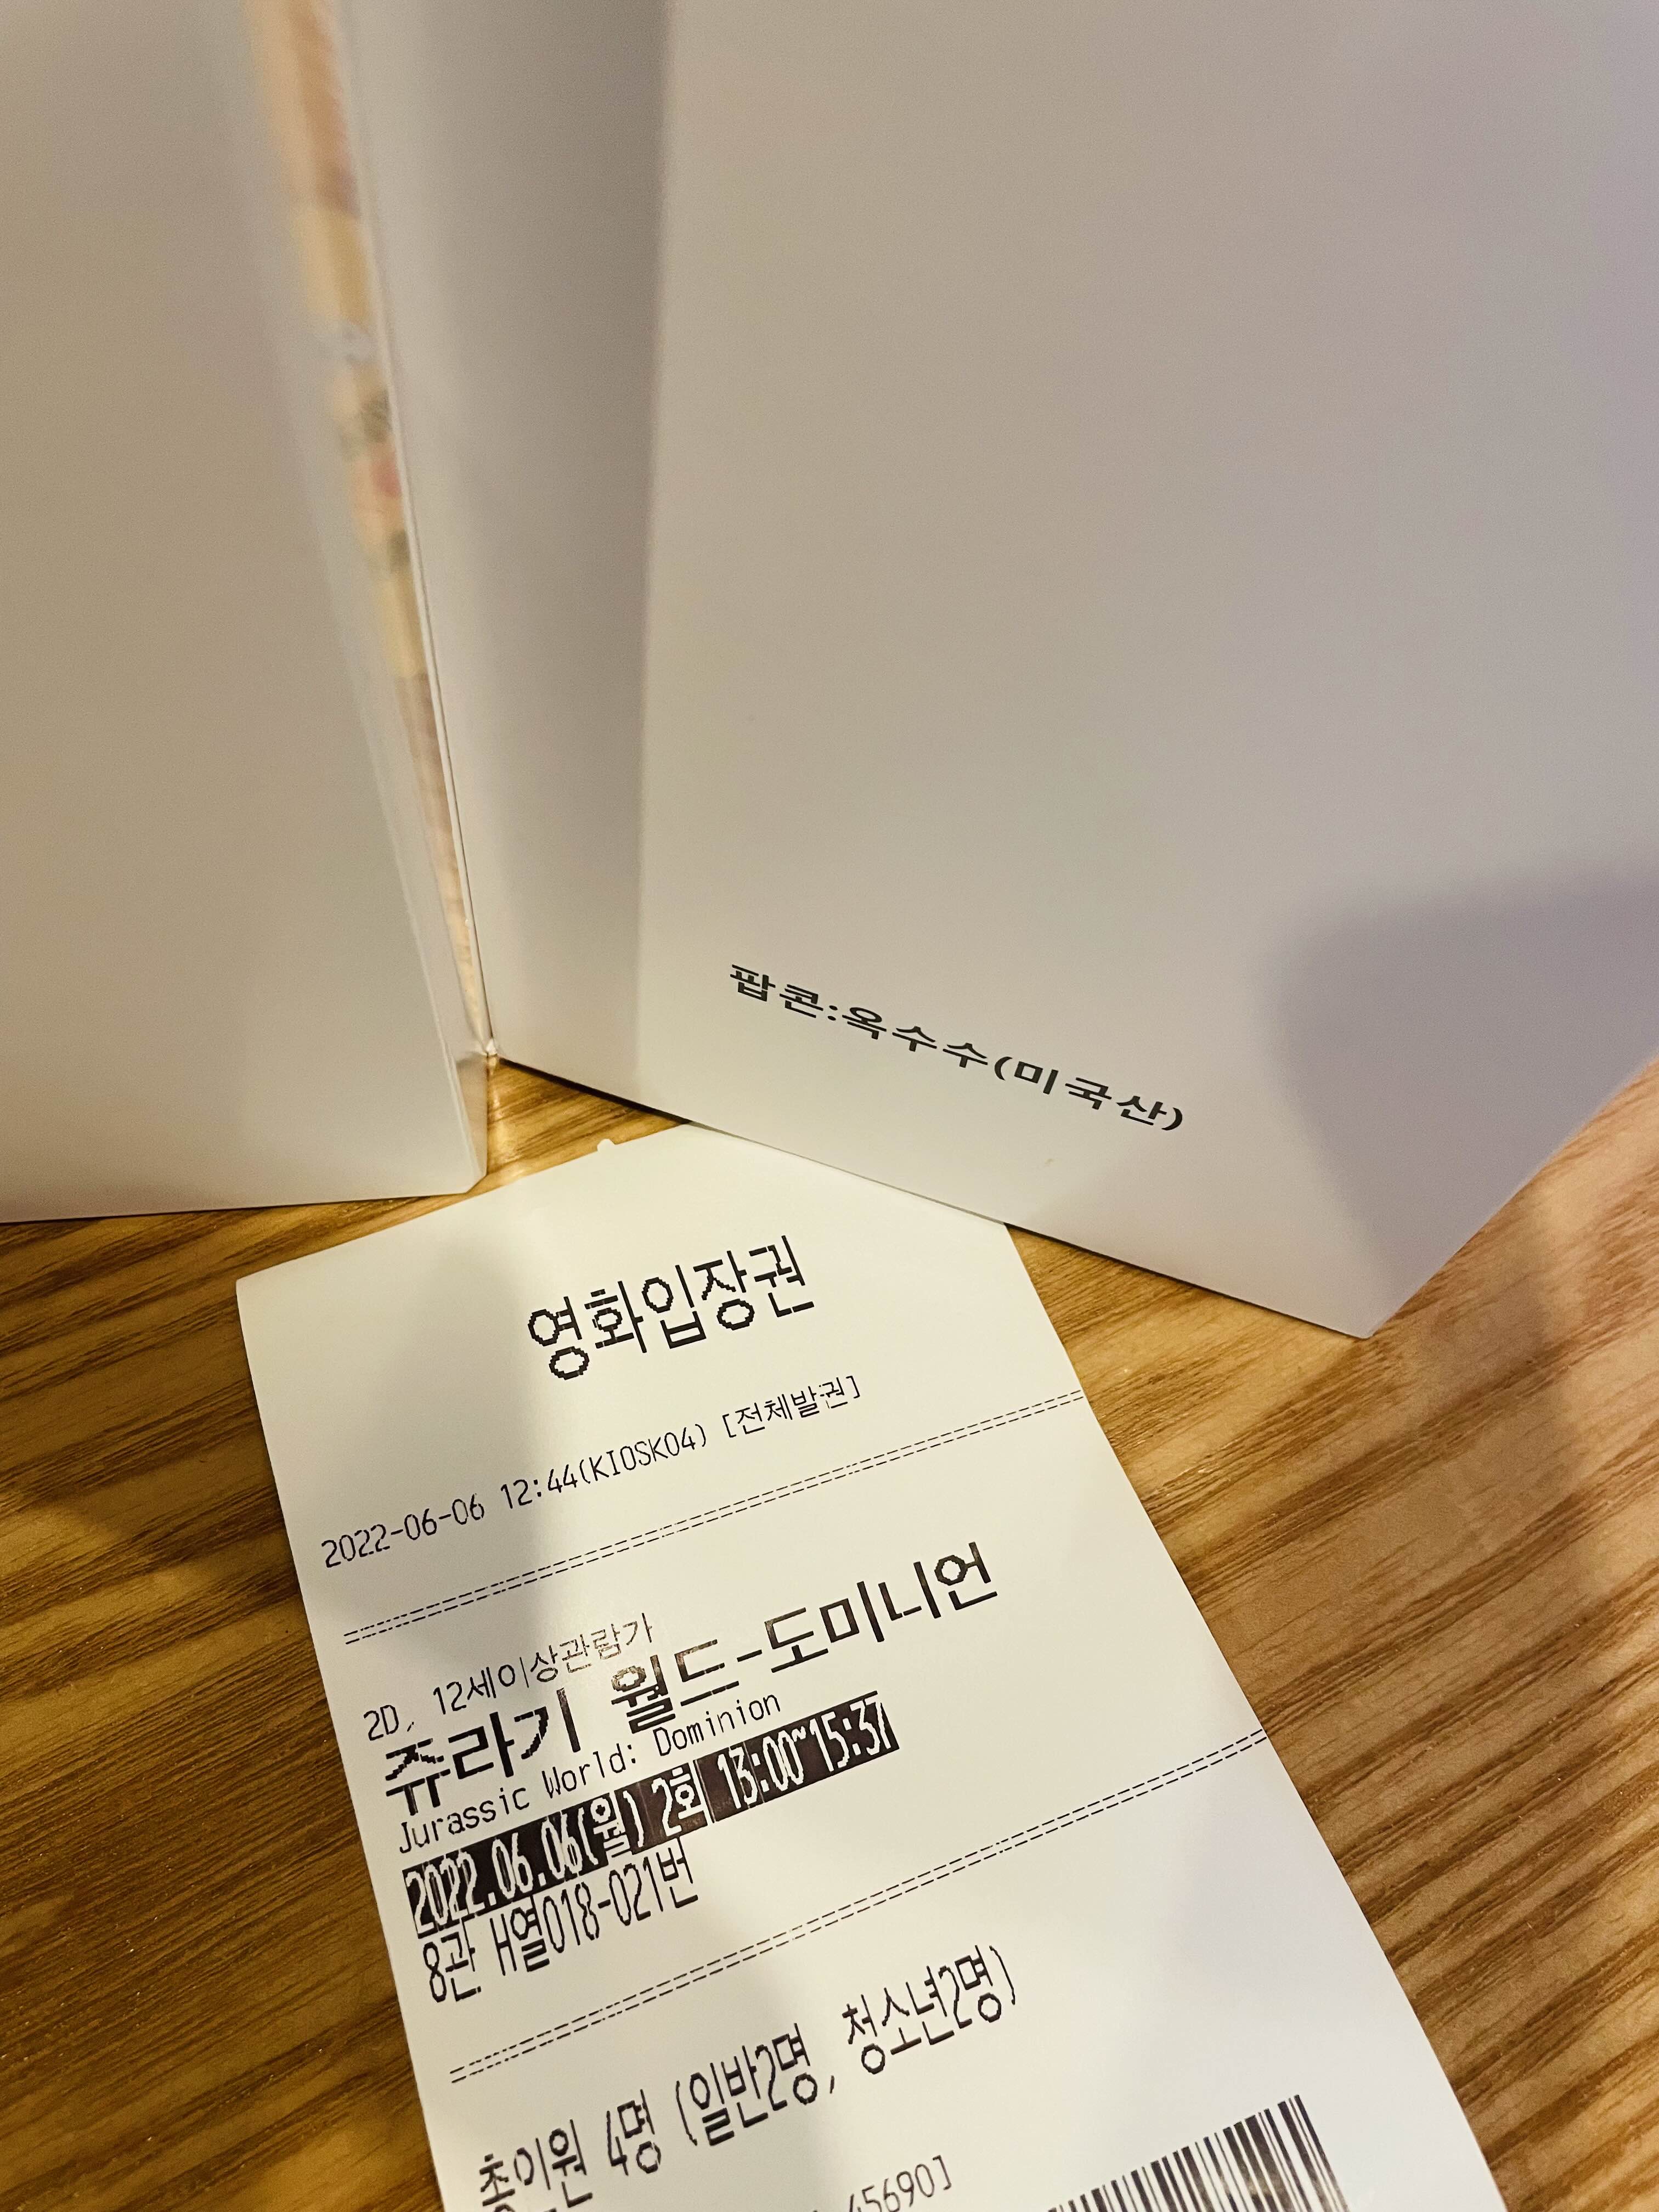 팝콘:옥수수(미국산)
영화입장권
2022-06-06 12:44(KIOSK04) [전체발권]
2D, 12세이상관람가
쥬라기 월드-도미니언
Jurassic World: Dominion
2022.06.06(월) 2회 13:00~15:37
8관 H열018-021번
총인원 4명 (일반2명, 청소년2명)
45690]